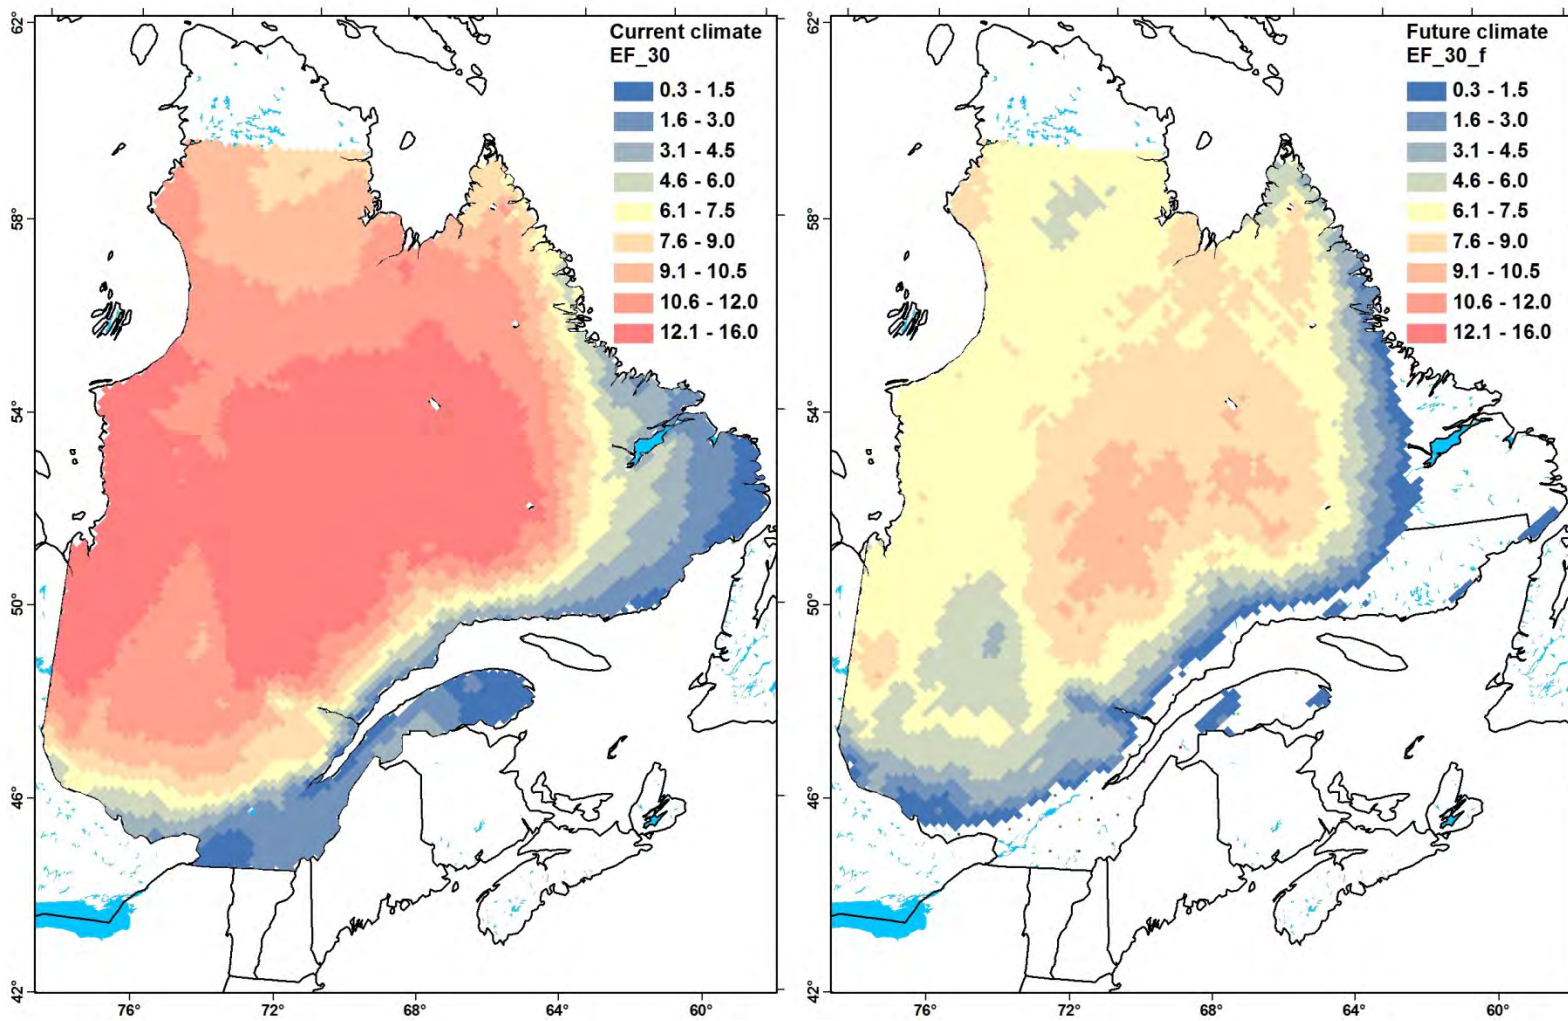 Current climate
EF_30
0.3 - 1.5
1.6 - 3.0
3.1 - 4.5
4.6 - 6.0
6.1 - 7.5
7.6 - 9.0
9.1 - 10.5
10.6 - 12.0
12.1 - 16.0
62°
58°
54°
50°
46°
42°
76°
72°
68°
64°
60°
Future climate
EF_30_f
0.3 - 1.5
1.6 - 3.0
3.1 - 4.5
4.6 - 6.0
6.1 - 7.5
7.6 - 9.0
9.1 - 10.5
10.6 - 12.0
12.1 - 16.0
62°
58°
54°
50°
46°
42°
76°
72°
68°
64°
60°